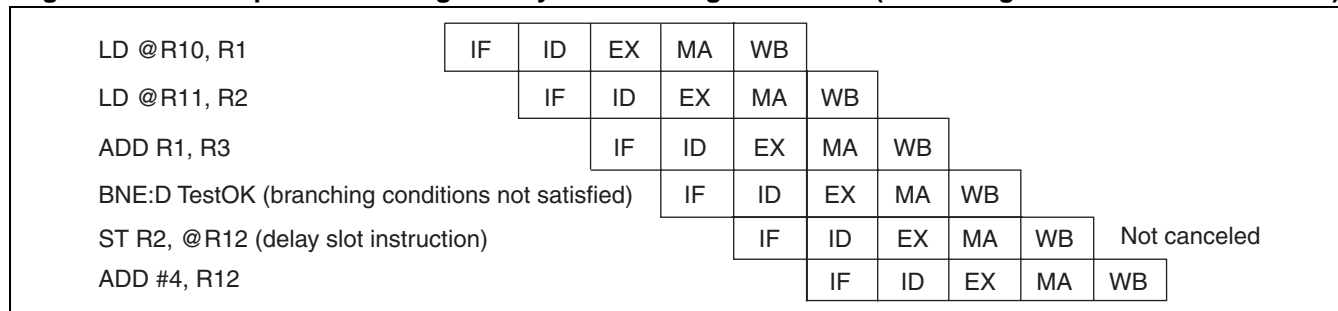 LD @R10, R1 IF ID EX MA WB
LD @R11, R2 IF ID EX MA WB
ADD R1, R3 IF ID EX MA WB
BNE:D TestOK (branching conditions not satisfied) IF ID EX MA WB
ST R2, @R12 (delay slot instruction) IF ID EX MA WB Not canceled
ADD #4, R12 IF ID EX MA WB